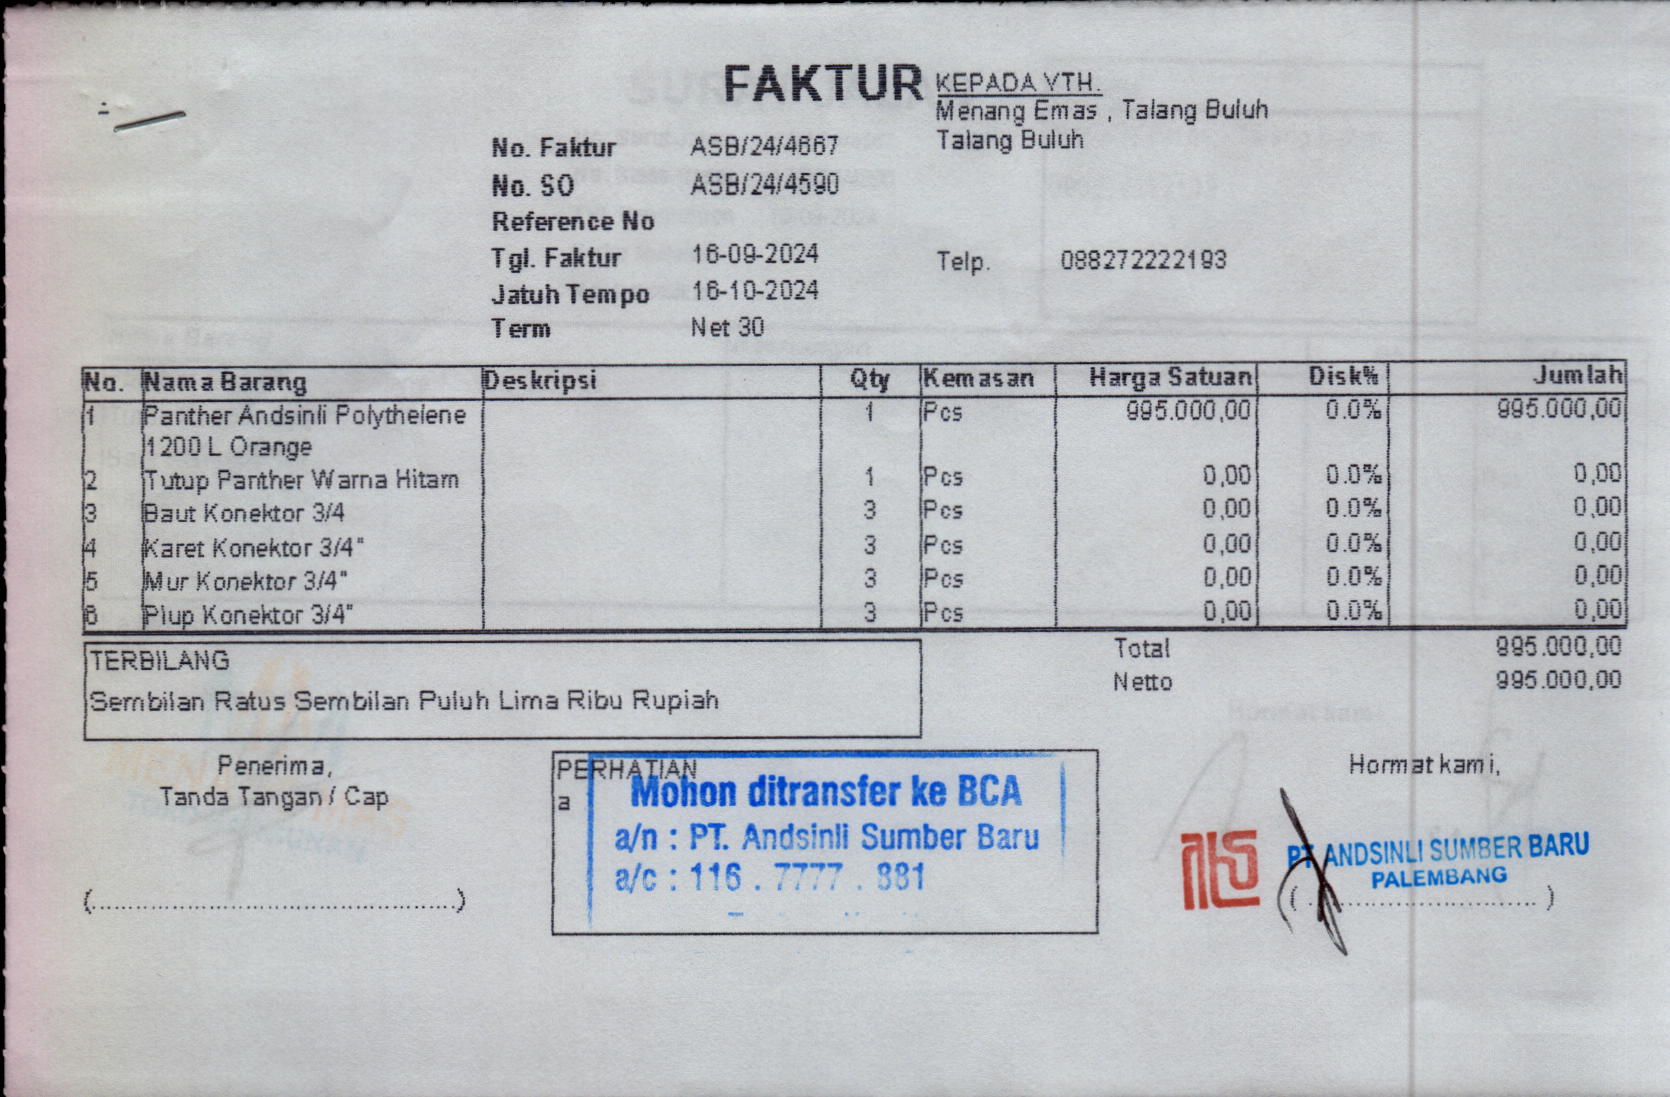 FAKTUR
KEPADA YTH.
Menang Emas , Talang Buluh
Talang Buluh
No. Faktur ASB/24/4667
No. SO ASB/24/4590
Reference No
Tgl. Faktur 16-09-2024
Telp. 088272222193
Jatuh Tempo 16-10-2024
Term Net 30
No. Nama Barang Deskripsi Qty Kemasan Harga Satuan Disk% Jumlah
1 Panther Andsinli Polythelene 1 Pcs 995.000,00 0.0% 995.000,00
1200 L Orange
2 Tutup Panther Warna Hitam 1 Pcs 0,00 0.0% 0,00
3 Baut Konektor 3/4 3 Pcs 0,00 0.0% 0,00
4 Karet Konektor 3/4" 3 Pcs 0,00 0.0% 0,00
5 Mur Konektor 3/4" 3 Pcs 0,00 0.0% 0,00
6 Plup Konektor 3/4" 3 Pcs 0,00 0.0% 0,00
TERBILANG
Sembilan Ratus Sembilan Puluh Lima Ribu Rupiah
Total 995.000,00
Netto 995.000,00
Penerima,
Tanda Tangan / Cap
(................................................)
PERHATIAN
a
Mohon ditransfer ke BCA
a/n : PT. Andsinli Sumber Baru
a/c : 116 . 7777 . 881
Hormat kami,
PT ANDSINLI SUMBER BARU
PALEMBANG
(..............................)